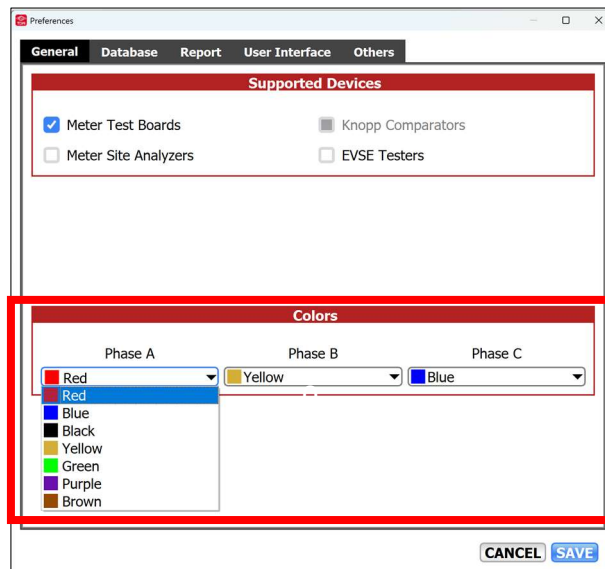 Preferences
General Database Report User Interface Others
Supported Devices
Meter Test Boards Knopp Comparators
Meter Site Analyzers EVSE Testers
Colors
Phase A Phase B Phase C
Red Yellow Blue
Red
Blue
Black
Yellow
Green
Purple
Brown
CANCEL SAVE